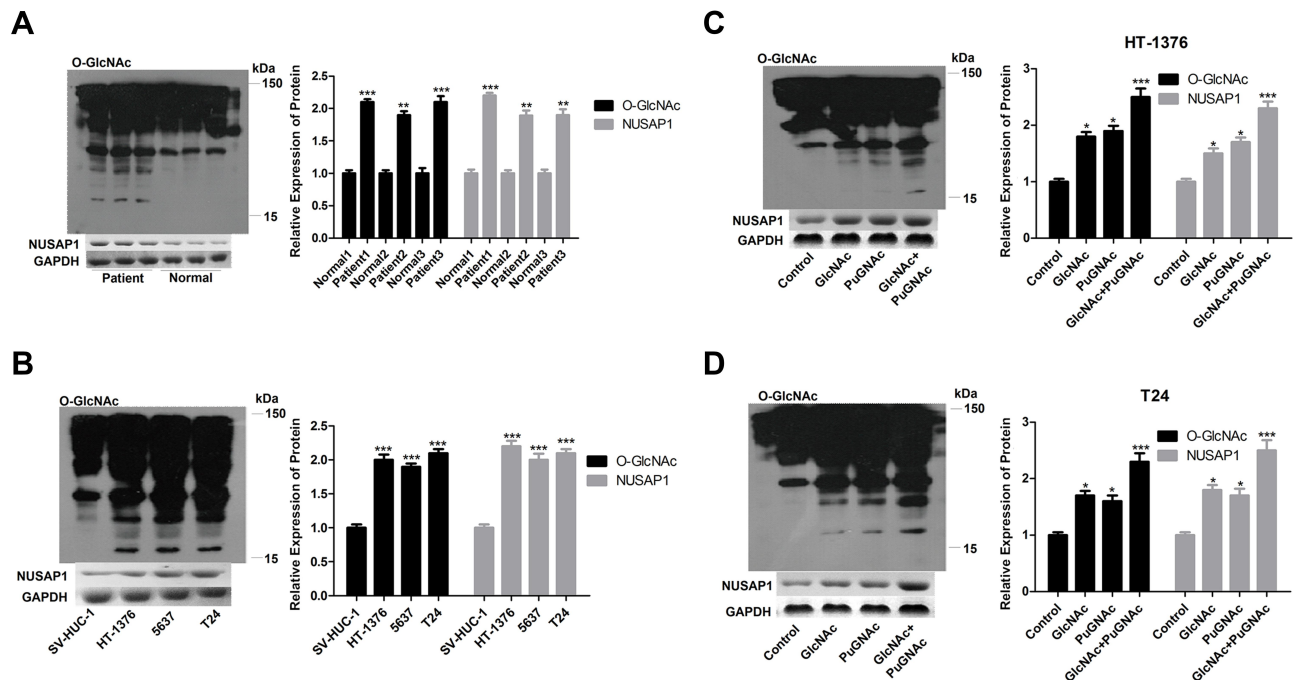 A
O-GlcNAc
kDa
150
15
NUSAP1
GAPDH
Patient Normal
Relative Expression of Protein
2.5
2.0
1.5
1.0
0.5
0.0
*** ** *** *** ** **
Normal1 Patient1 Normal2 Patient2 Normal3 Patient3 Normal1 Patient1 Normal2 Patient2 Normal3 Patient3
O-GlcNAc
NUSAP1
B
O-GlcNAc
kDa
150
15
NUSAP1
GAPDH
SV-HUC-1 HT-1376 5637 T24
Relative Expression of Protein
2.5
2.0
1.5
1.0
0.5
0.0
*** *** *** *** *** ***
SV-HUC-1 HT-1376 5637 T24 SV-HUC-1 HT-1376 5637 T24
O-GlcNAc
NUSAP1
C
O-GlcNAc
kDa
150
15
NUSAP1
GAPDH
Control GlcNAc PuGNAc GlcNAc+
PuGNAc
HT-1376
Relative Expression of Protein
3
2
1
0
* * *** * * ***
Control GlcNAc PuGNAc GlcNAc+PuGNAc Control GlcNAc PuGNAc GlcNAc+PuGNAc
O-GlcNAc
NUSAP1
D
O-GlcNAc
kDa
150
15
NUSAP1
GAPDH
Control GlcNAc PuGNAc GlcNAc+
PuGNAc
T24
Relative Expression of Protein
3
2
1
0
* * *** * * ***
Control GlcNAc PuGNAc GlcNAc+PuGNAc Control GlcNAc PuGNAc GlcNAc+PuGNAc
O-GlcNAc
NUSAP1